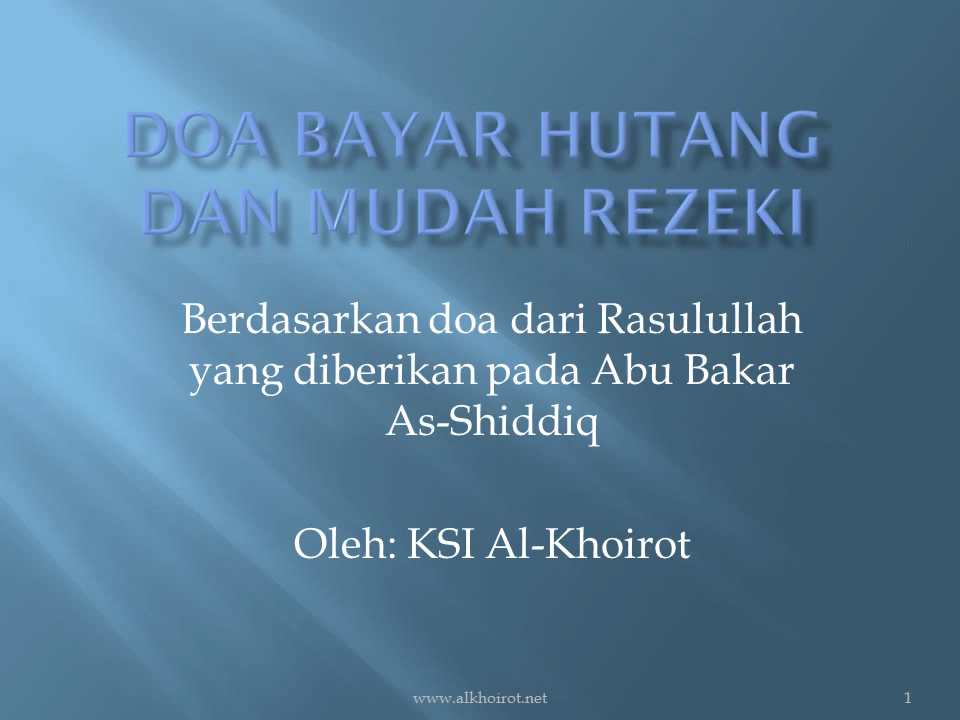 DOA BAYAR HUTANG
DAN MUDAH REZEKI
Berdasarkan doa dari Rasulullah
yang diberikan pada Abu Bakar
As-Shiddiq
Oleh: KSI Al-Khoirot
www.alkhoirot.net
1